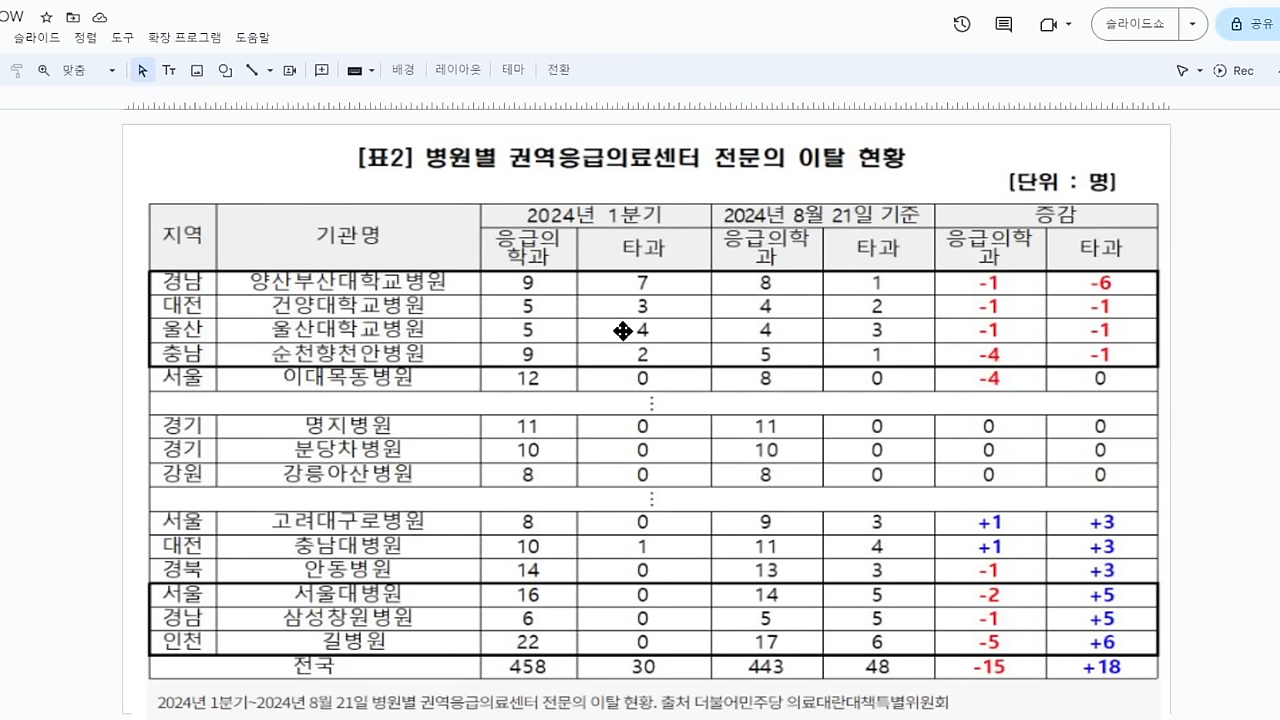 OW
슬라이드 정렬 도구 확장 프로그램 도움말
슬라이드쇼
공유
맞춤 배경 레이아웃 테마 전환 Rec
[표2] 병원별 권역응급의료센터 전문의 이탈 현황
[단위 : 명]
지역 기관명 2024년 1분기 2024년 8월 21일 기준 증감
응급의학과 타과 응급의학과 타과 응급의학과 타과
경남 양산부산대학교병원 9 7 8 1 -1 -6
대전 건양대학교병원 5 3 4 2 -1 -1
울산 울산대학교병원 5 4 4 3 -1 -1
충남 순천향천안병원 9 2 5 1 -4 -1
서울 이대목동병원 12 0 8 0 -4 0
⋮
경기 명지병원 11 0 11 0 0 0
경기 분당차병원 10 0 10 0 0 0
강원 강릉아산병원 8 0 8 0 0 0
⋮
서울 고려대구로병원 8 0 9 3 +1 +3
대전 충남대병원 10 1 11 4 +1 +3
경북 안동병원 14 0 13 3 -1 +3
서울 서울대병원 16 0 14 5 -2 +5
경남 삼성창원병원 6 0 5 5 -1 +5
인천 길병원 22 0 17 6 -5 +6
전국 458 30 443 48 -15 +18
2024년 1분기~2024년 8월 21일 병원별 권역응급의료센터 전문의 이탈 현황. 출처 더불어민주당 의료대란대책특별위원회